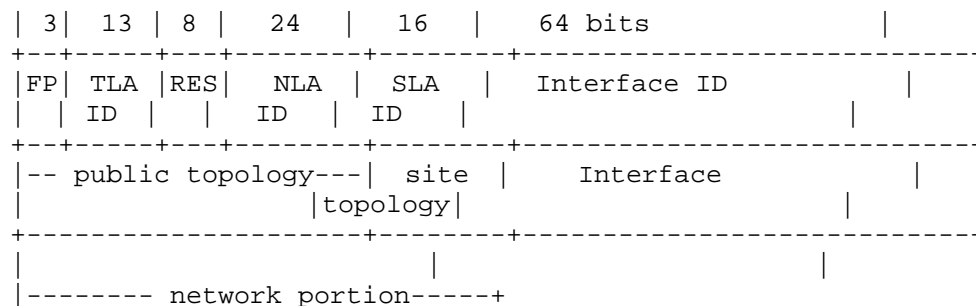 | 3| 13 | 8 | 24 | 16 | 64 bits |
+--+-----+---+--------+--------+-----------------------------
|FP| TLA |RES| NLA | SLA | Interface ID |
| | ID | | ID | ID | |
+--+-----+---+--------+--------+-----------------------------
|-- public topology---| site | Interface |
| |topology| |
+---------------------+--------+-----------------------------
| | |
|-------- network portion-----+